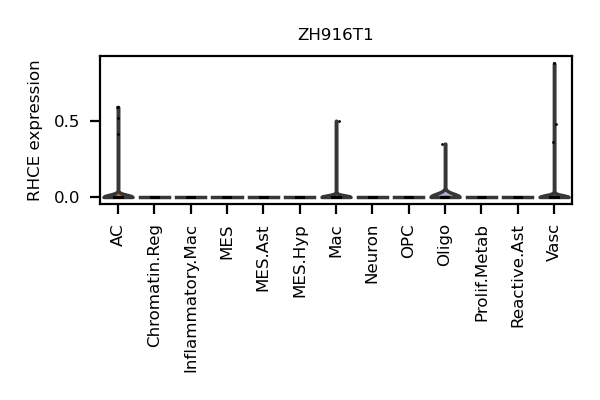 ZH916T1
RHCE expression
0.5
0.0
AC
Chromatin.Reg
Inflammatory.Mac
MES
MES.Ast
MES.Hyp
Mac
Neuron
OPC
Oligo
Prolif.Metab
Reactive.Ast
Vasc